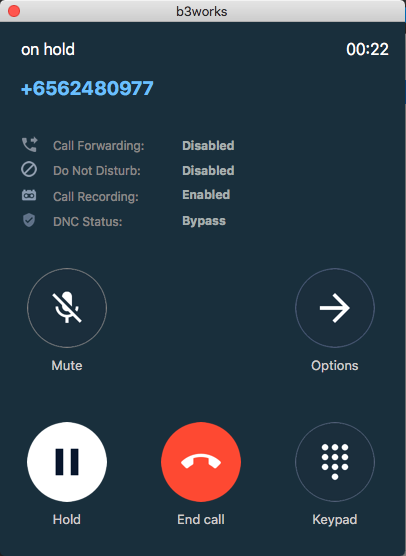 b3works
on hold 00:22
+6562480977
Call Forwarding: Disabled
Do Not Disturb: Disabled
Call Recording: Enabled
DNC Status: Bypass
Mute Options
Hold End call Keypad